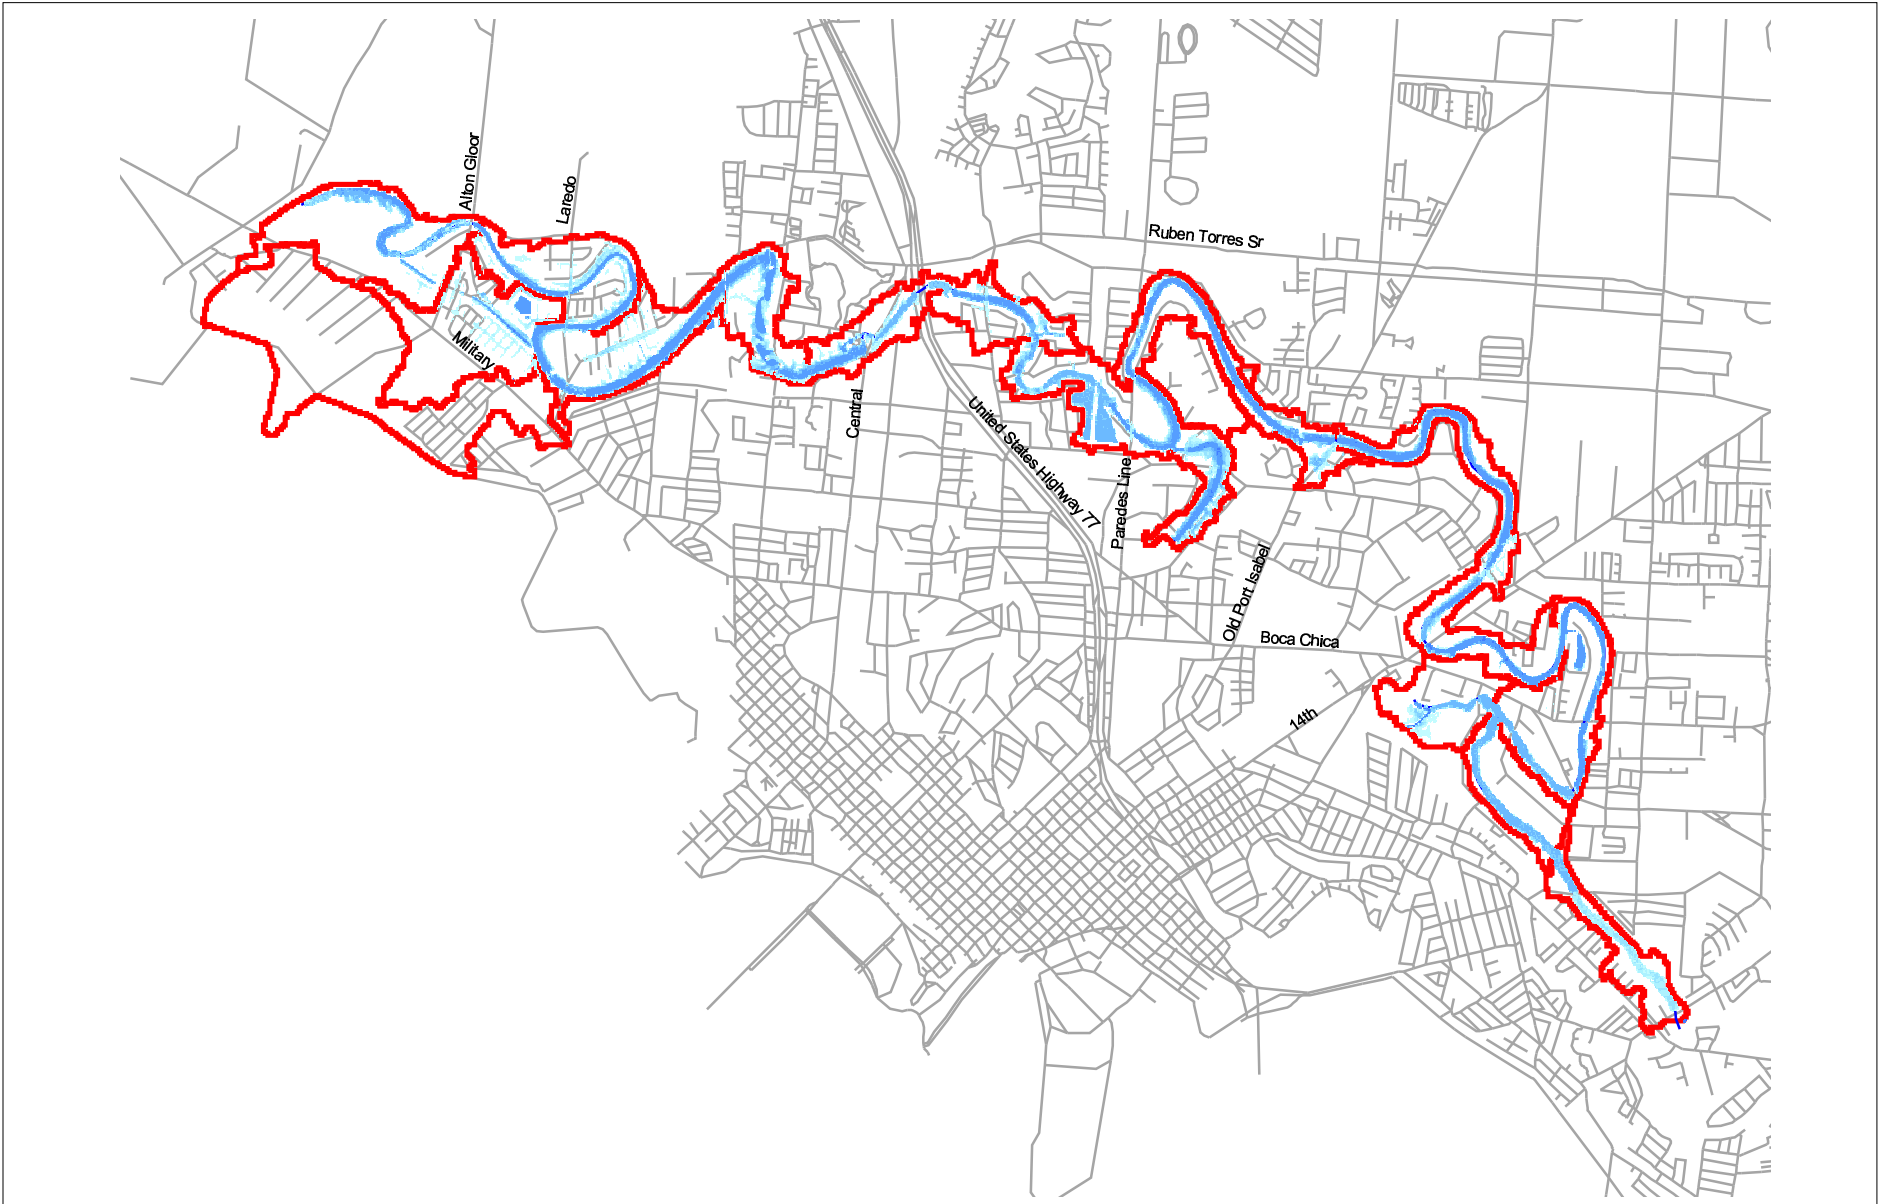 Alton Gloor
Laredo
Ruben Torres Sr
Military
Central
United States Highway 77
Paredes Line
Old Port Isabel
Boca Chica
14th